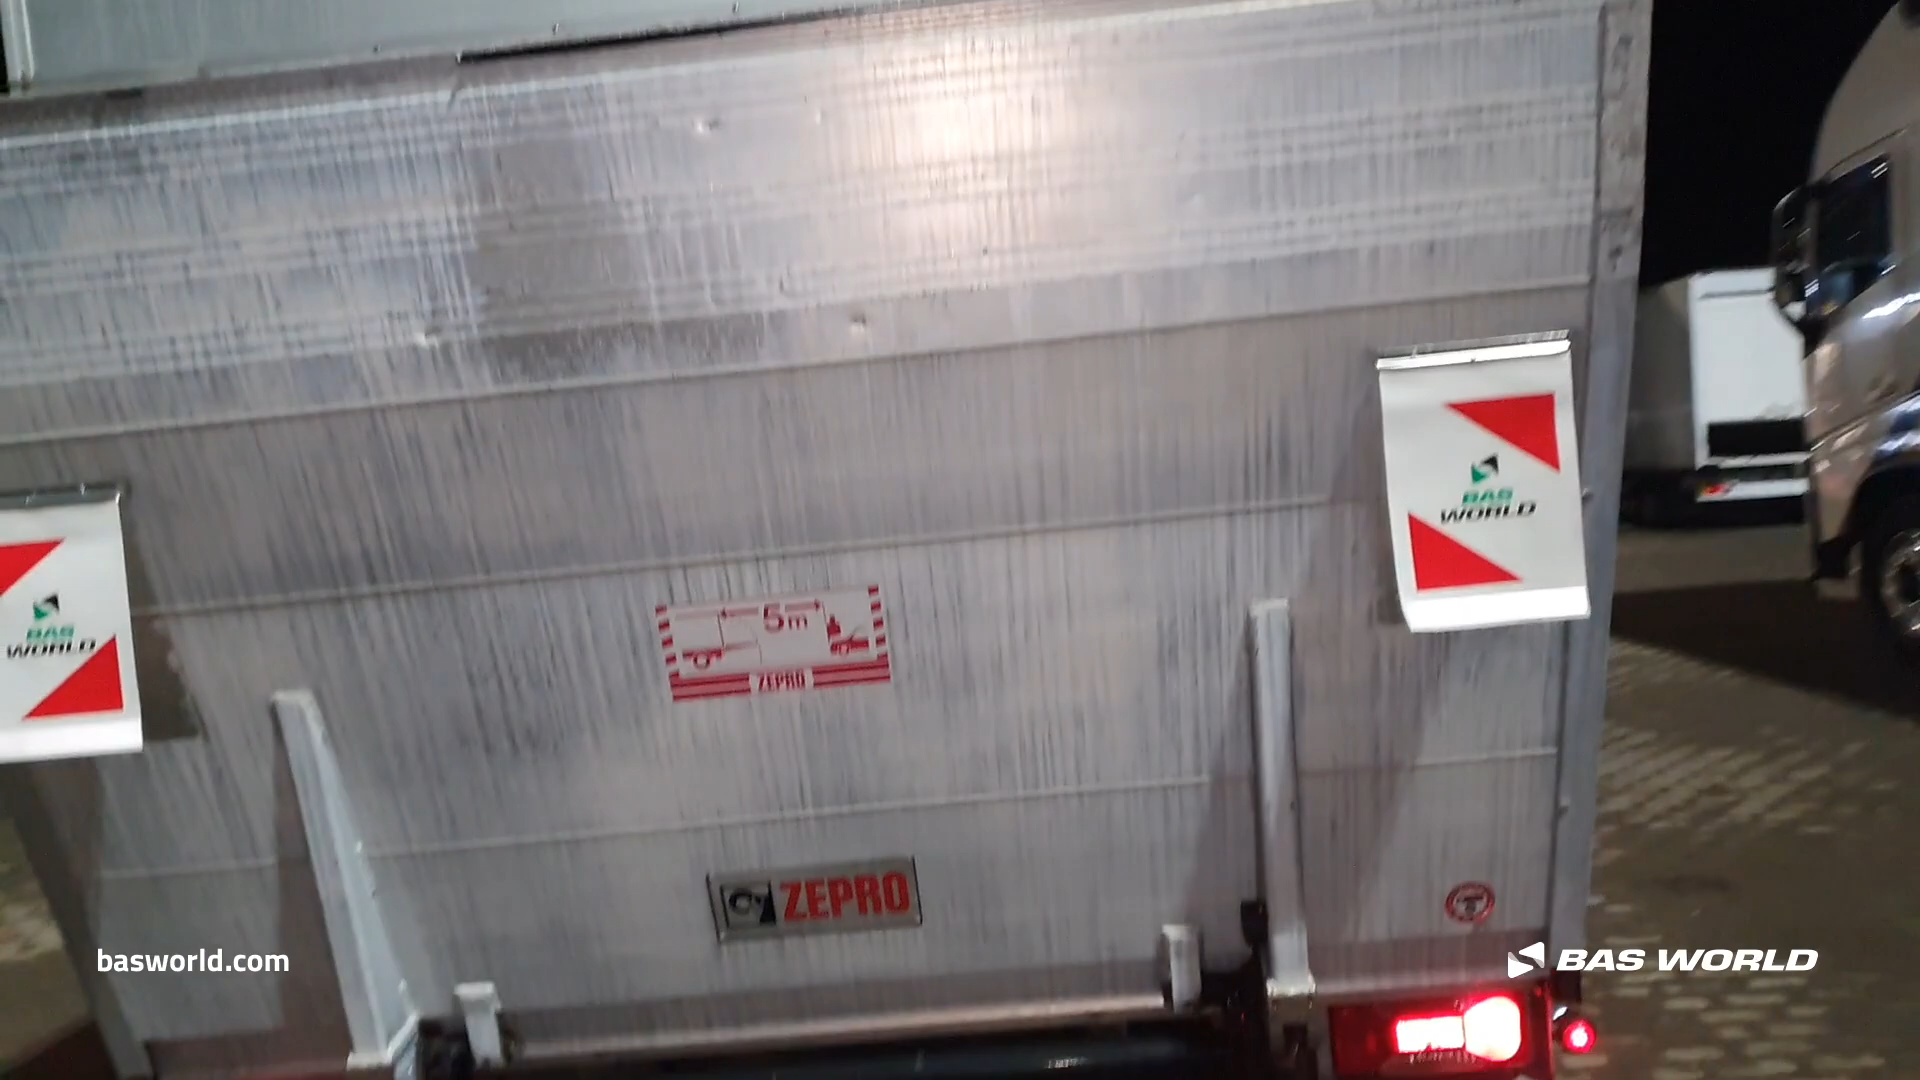 BAS
WORLD
BAS
WORLD
5m
ZEPRO
ZEPRO
basworld.com
BAS WORLD